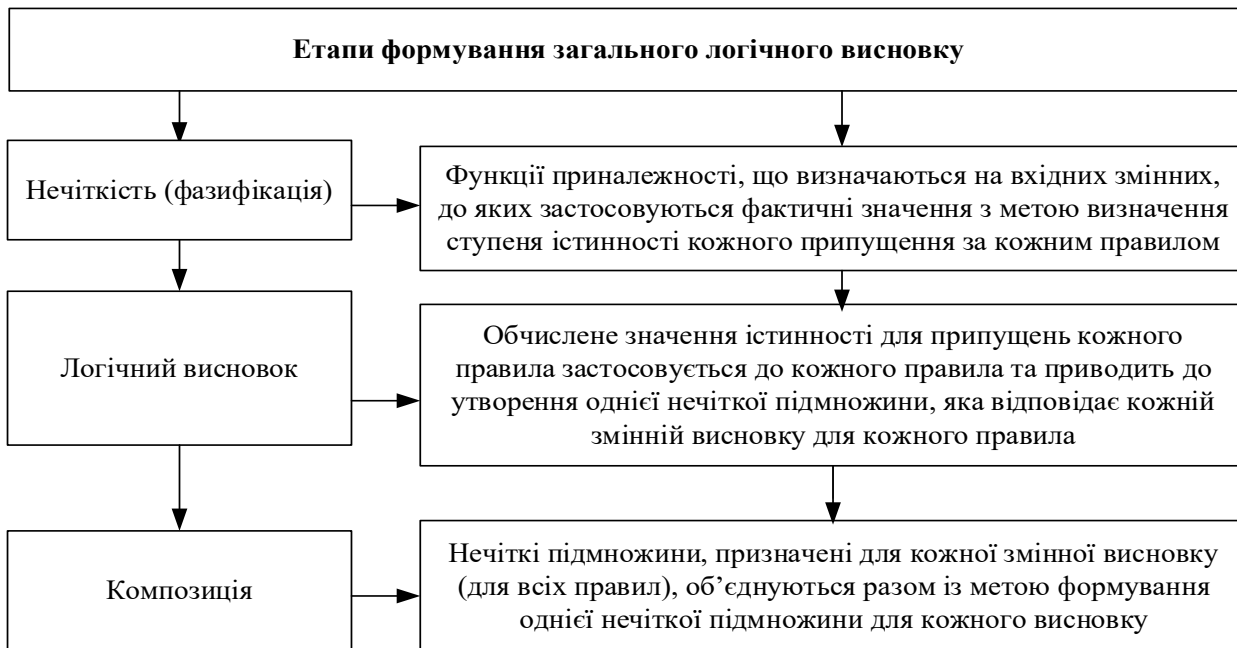 Етапи формування загального логічного висновку
Нечіткість (фазифікація)
Функції приналежності, що визначаються на вхідних змінних,
до яких застосовуються фактичні значення з метою визначення
ступеня істинності кожного припущення за кожним правилом
Логічний висновок
Обчислене значення істинності для припущень кожного
правила застосовується до кожного правила та приводить до
утворення однієї нечіткої підмножини, яка відповідає кожній
змінній висновку для кожного правила
Композиція
Нечіткі підмножини, призначені для кожної змінної висновку
(для всіх правил), об’єднуються разом із метою формування
однієї нечіткої підмножини для кожного висновку